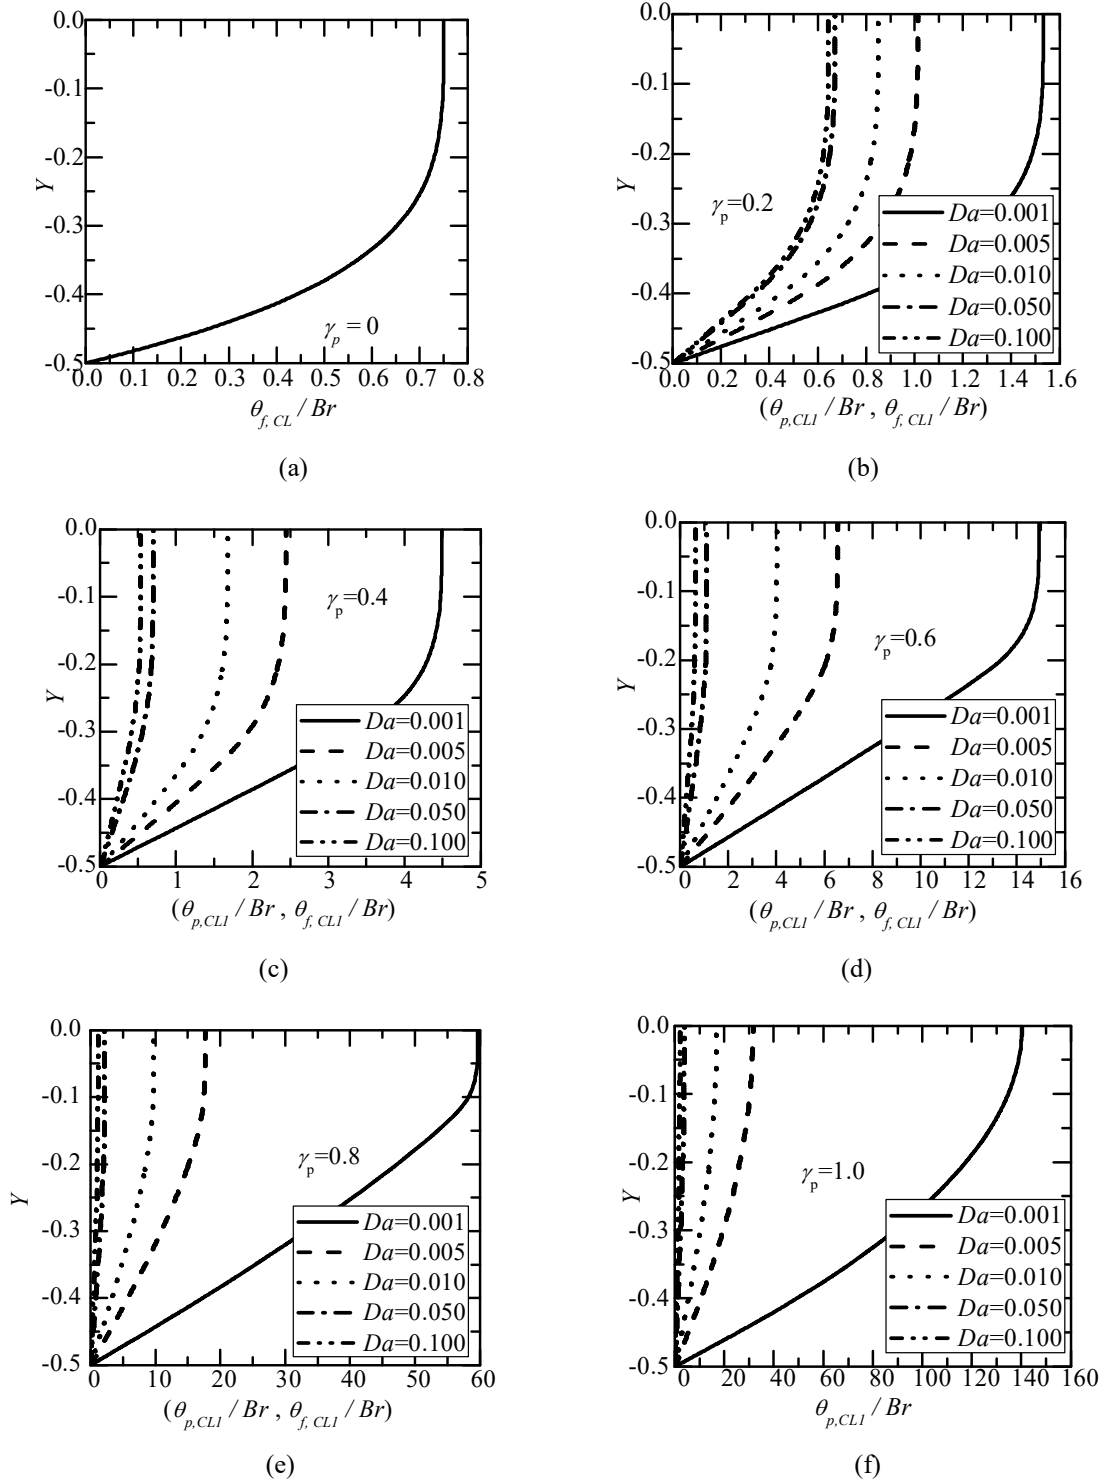 0.0
-0.1
-0.2
-0.3
-0.4
-0.5
Y
γp = 0
0.0 0.1 0.2 0.3 0.4 0.5 0.6 0.7 0.8
θf, CL / Br
(a)
0.0
-0.1
-0.2
-0.3
-0.4
-0.5
Y
γp=0.2
Da=0.001
Da=0.005
Da=0.010
Da=0.050
Da=0.100
0.0 0.2 0.4 0.6 0.8 1.0 1.2 1.4 1.6
(θp,CL1 / Br , θf, CL1 / Br)
(b)
0.0
-0.1
-0.2
-0.3
-0.4
-0.5
Y
γp=0.4
Da=0.001
Da=0.005
Da=0.010
Da=0.050
Da=0.100
0 1 2 3 4 5
(θp,CL1 / Br , θf, CL1 / Br)
(c)
0.0
-0.1
-0.2
-0.3
-0.4
-0.5
Y
γp=0.6
Da=0.001
Da=0.005
Da=0.010
Da=0.050
Da=0.100
0 2 4 6 8 10 12 14 16
(θp,CL1 / Br , θf, CL1 / Br)
(d)
0.0
-0.1
-0.2
-0.3
-0.4
-0.5
Y
γp=0.8
Da=0.001
Da=0.005
Da=0.010
Da=0.050
Da=0.100
0 10 20 30 40 50 60
(θp,CL1 / Br , θf, CL1 / Br)
(e)
0.0
-0.1
-0.2
-0.3
-0.4
-0.5
Y
γp=1.0
Da=0.001
Da=0.005
Da=0.010
Da=0.050
Da=0.100
0 20 40 60 80 100 120 140 160
θp,CL1 / Br
(f)